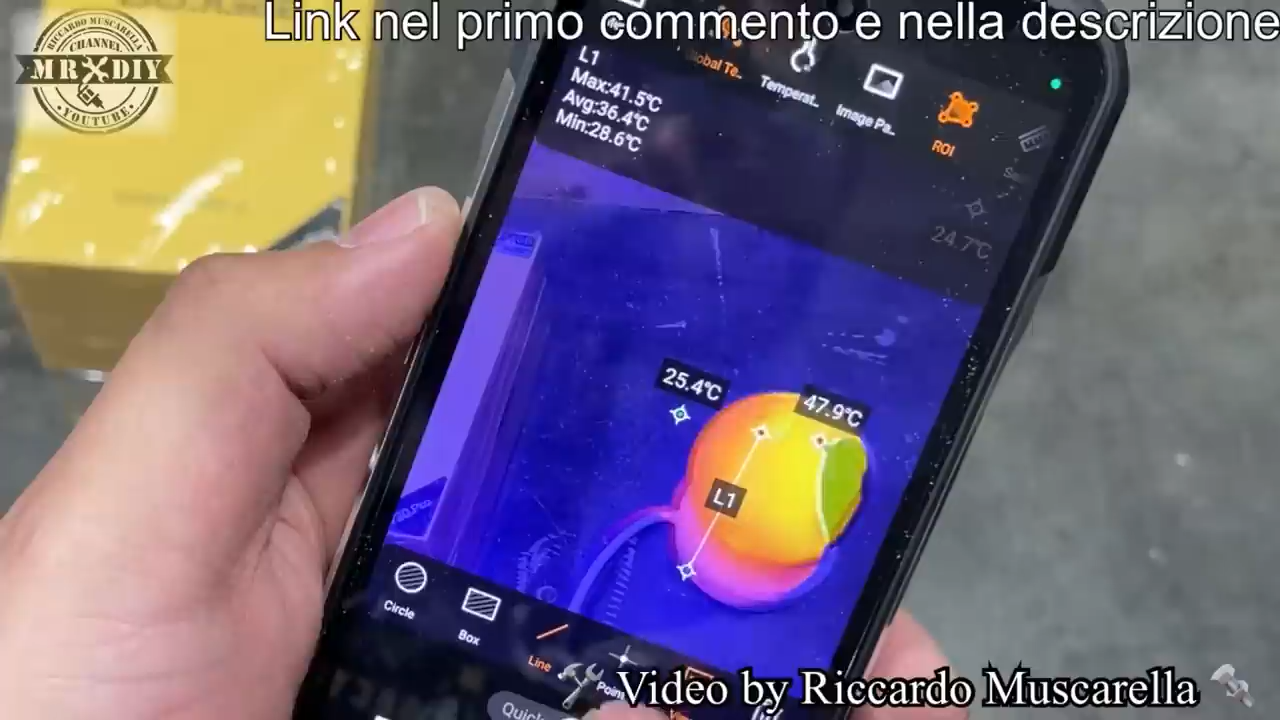 Link nel primo commento e nella descrizione
RICCARDO MUSCARELLA
CHANNEL
MR DIY
YOUTUBE
L1
Max:41.5℃
Avg:36.4℃
Min:28.6℃
Temperat..
Image Pa..
ROI
24.7℃
25.4℃
47.9℃
L1
Circle
Box
Line
Video by Riccardo Muscarella